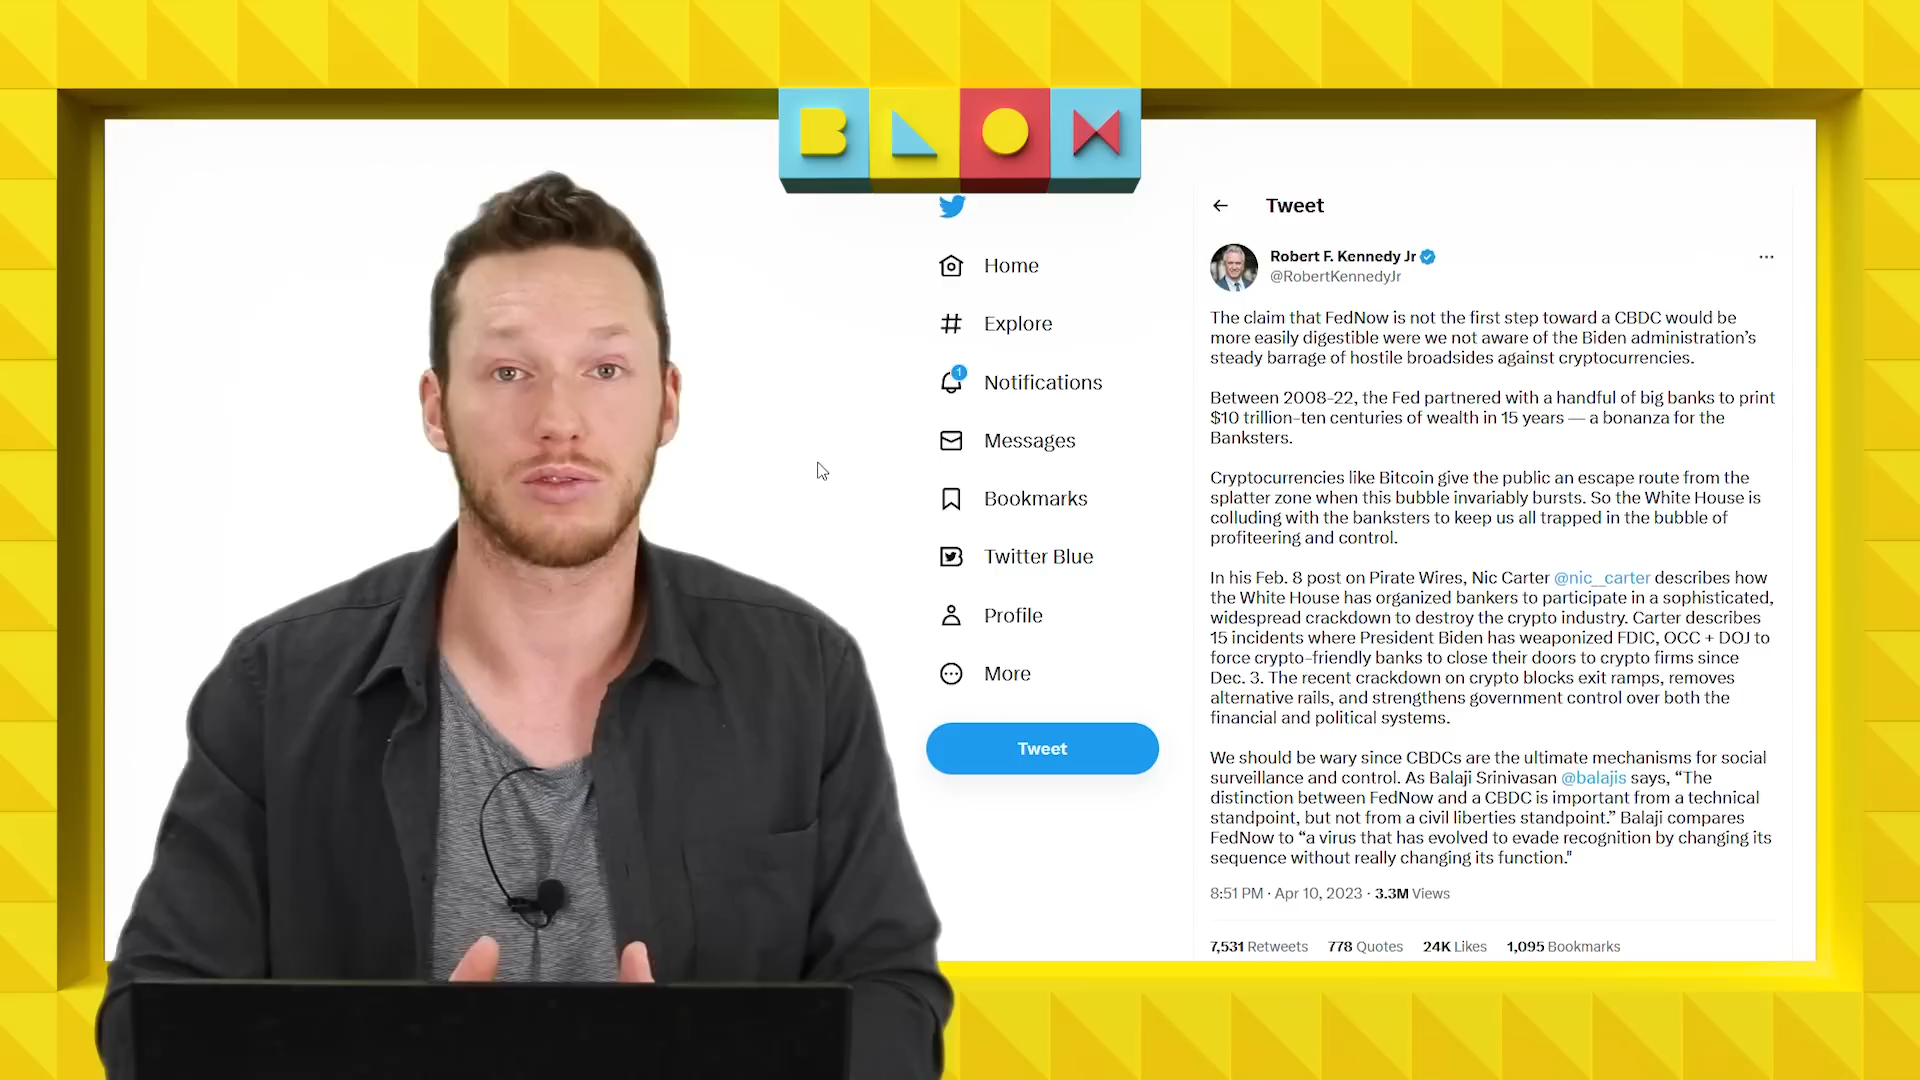 BLOX
Tweet
Robert F. Kennedy Jr
@RobertKennedyJr
The claim that FedNow is not the first step toward a CBDC would be
more easily digestible were we not aware of the Biden administration’s
steady barrage of hostile broadsides against cryptocurrencies.
Between 2008-22, the Fed partnered with a handful of big banks to print
$10 trillion-ten centuries of wealth in 15 years — a bonanza for the
Banksters.
Cryptocurrencies like Bitcoin give the public an escape route from the
splatter zone when this bubble invariably bursts. So the White House is
colluding with the banksters to keep us all trapped in the bubble of
profiteering and control.
In his Feb. 8 post on Pirate Wires, Nic Carter @nic__carter describes how
the White House has organized bankers to participate in a sophisticated,
widespread crackdown to destroy the crypto industry. Carter describes
15 incidents where President Biden has weaponized FDIC, OCC + DOJ to
force crypto-friendly banks to close their doors to crypto firms since
Dec. 3. The recent crackdown on crypto blocks exit ramps, removes
alternative rails, and strengthens government control over both the
financial and political systems.
We should be wary since CBDCs are the ultimate mechanisms for social
surveillance and control. As Balaji Srinivasan @balajis says, “The
distinction between FedNow and a CBDC is important from a technical
standpoint, but not from a civil liberties standpoint.” Balaji compares
FedNow to “a virus that has evolved to evade recognition by changing its
sequence without really changing its function."
8:51 PM · Apr 10, 2023 · 3.3M Views
7,531 Retweets 778 Quotes 24K Likes 1,095 Bookmarks
Home
Explore
1
Notifications
Messages
Bookmarks
Twitter Blue
Profile
More
Tweet